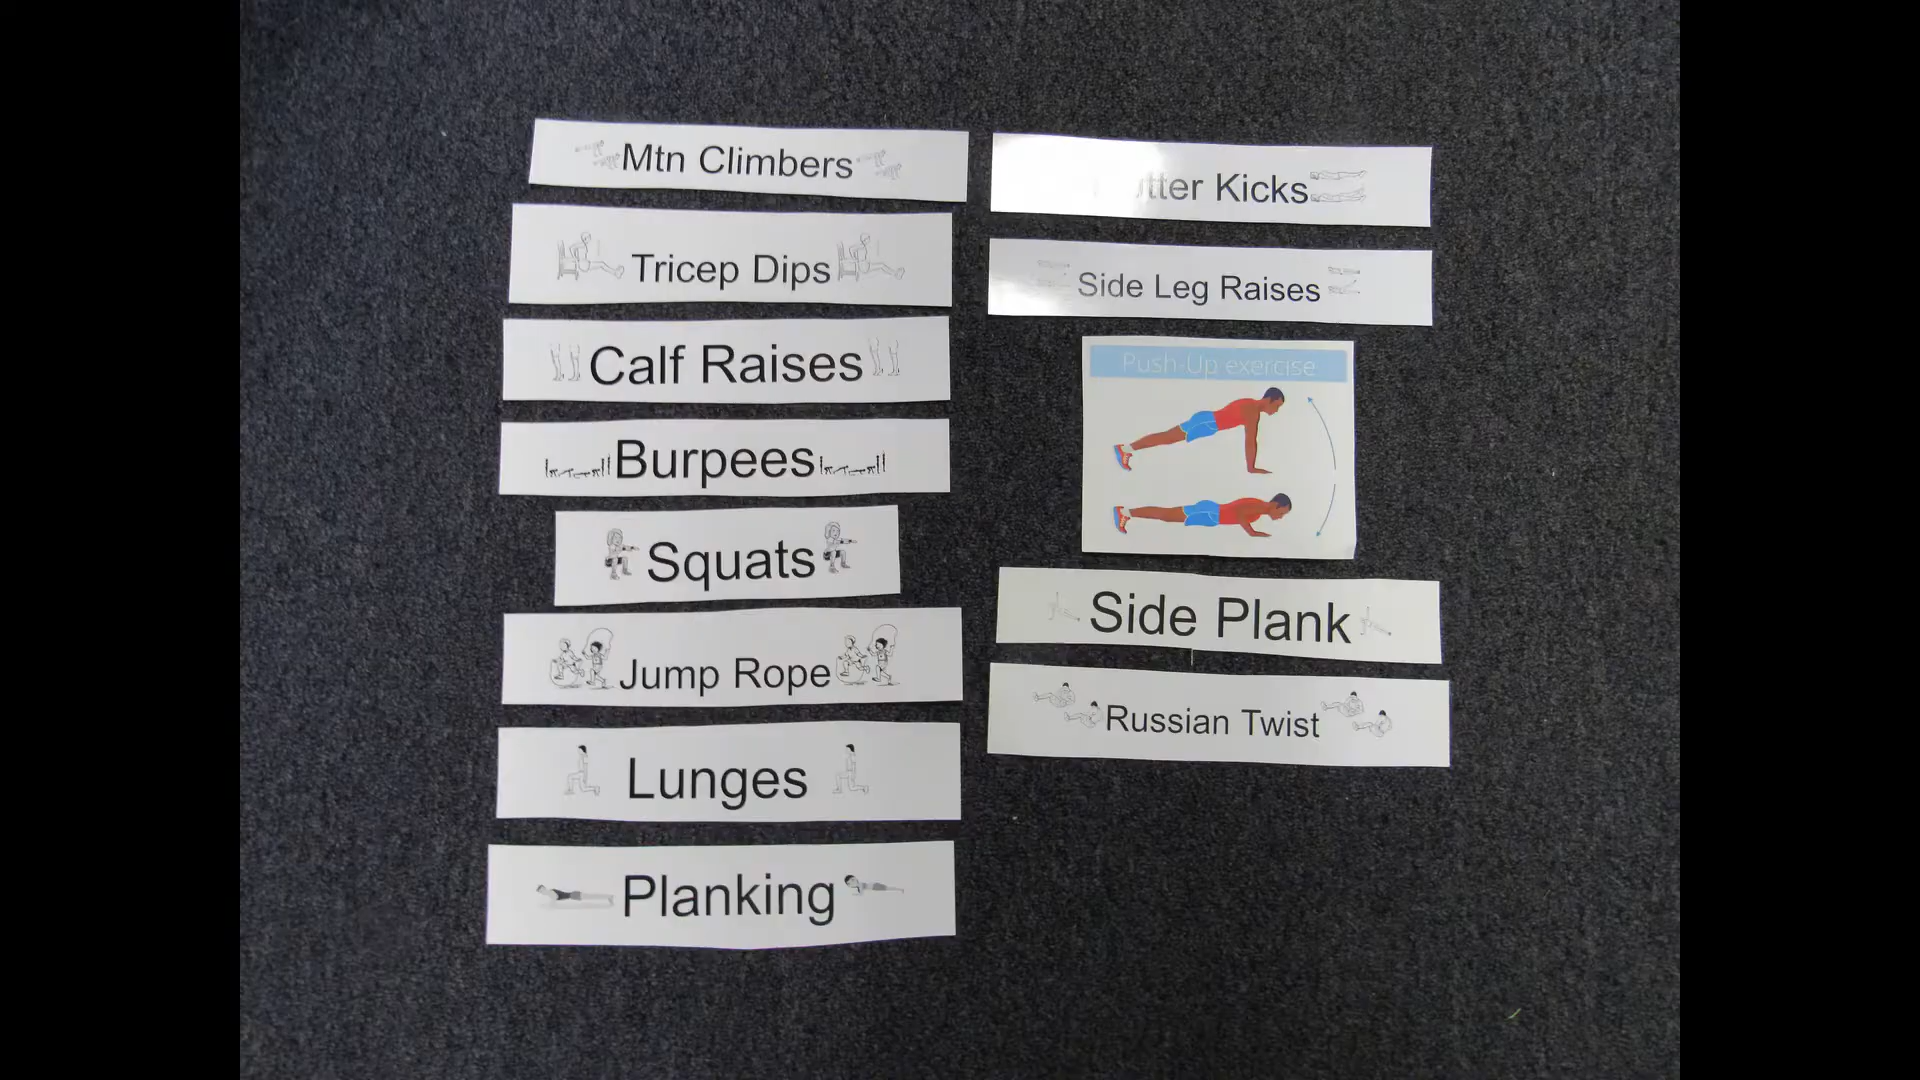 Mtn Climbers
Tricep Dips
Calf Raises
Burpees
Squats
Jump Rope
Lunges
Planking
Kicks
Side Leg Raises
Push-Up exercise
Side Plank
Russian Twist